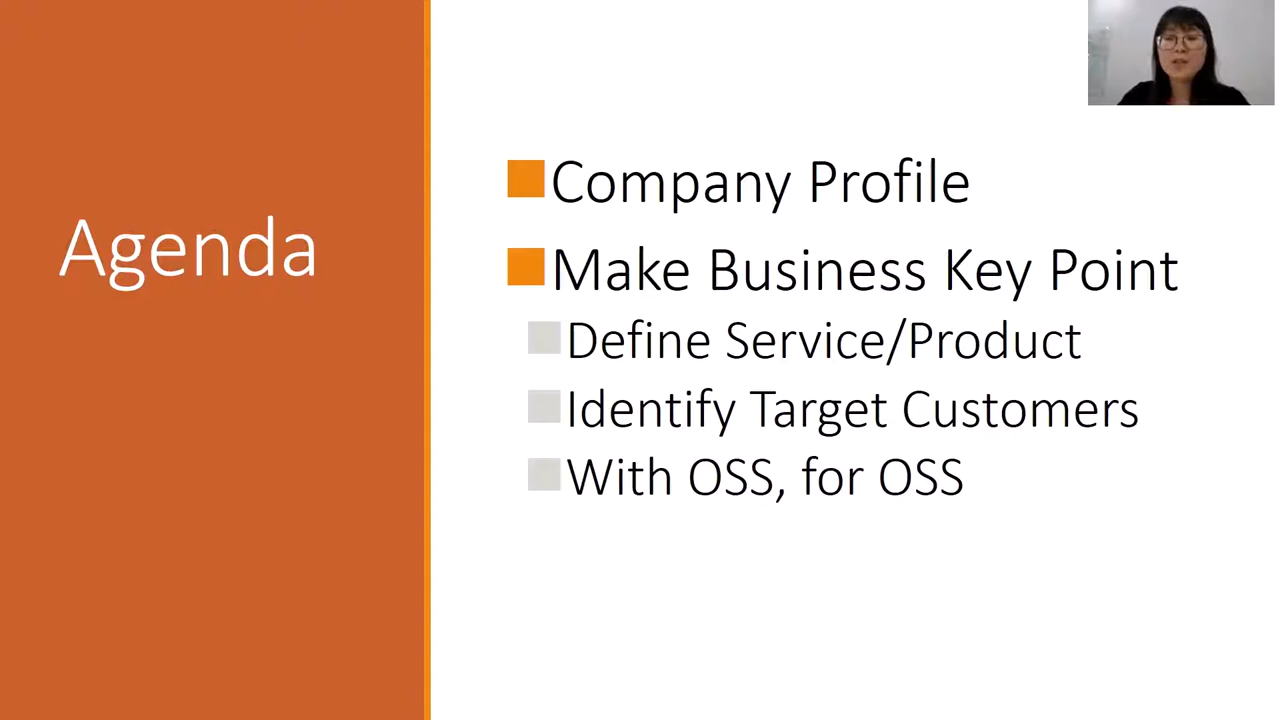 Agenda
Company Profile
Make Business Key Point
Define Service/Product
Identify Target Customers
With OSS, for OSS